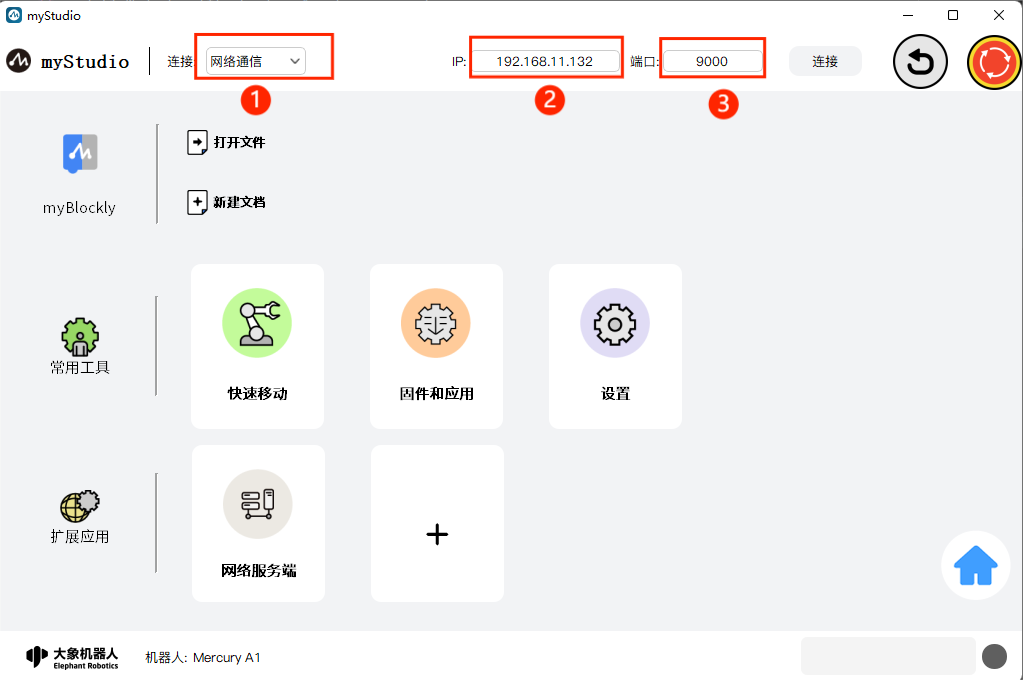 myStudio
myStudio 连接 网络通信 IP: 192.168.11.132 端口: 9000 连接
1 2 3
打开文件
新建文档
myBlockly
常用工具
快速移动 固件和应用 设置
扩展应用
网络服务端
大象机器人
Elephant Robotics
机器人: Mercury A1